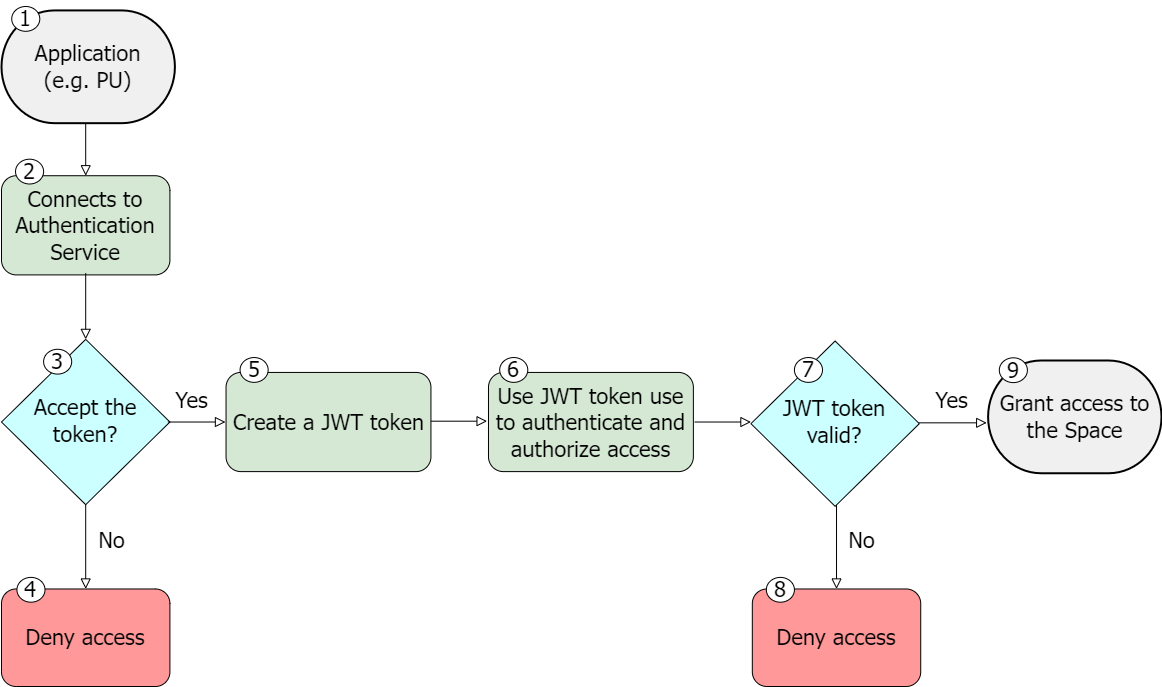 1
Application
(e.g. PU)
2
Connects to
Authentication
Service
3
Accept the
token?
Yes
No
4
Deny access
5
Create a JWT token
6
Use JWT token use
to authenticate and
authorize access
7
JWT token
valid?
Yes
No
8
Deny access
9
Grant access to
the Space